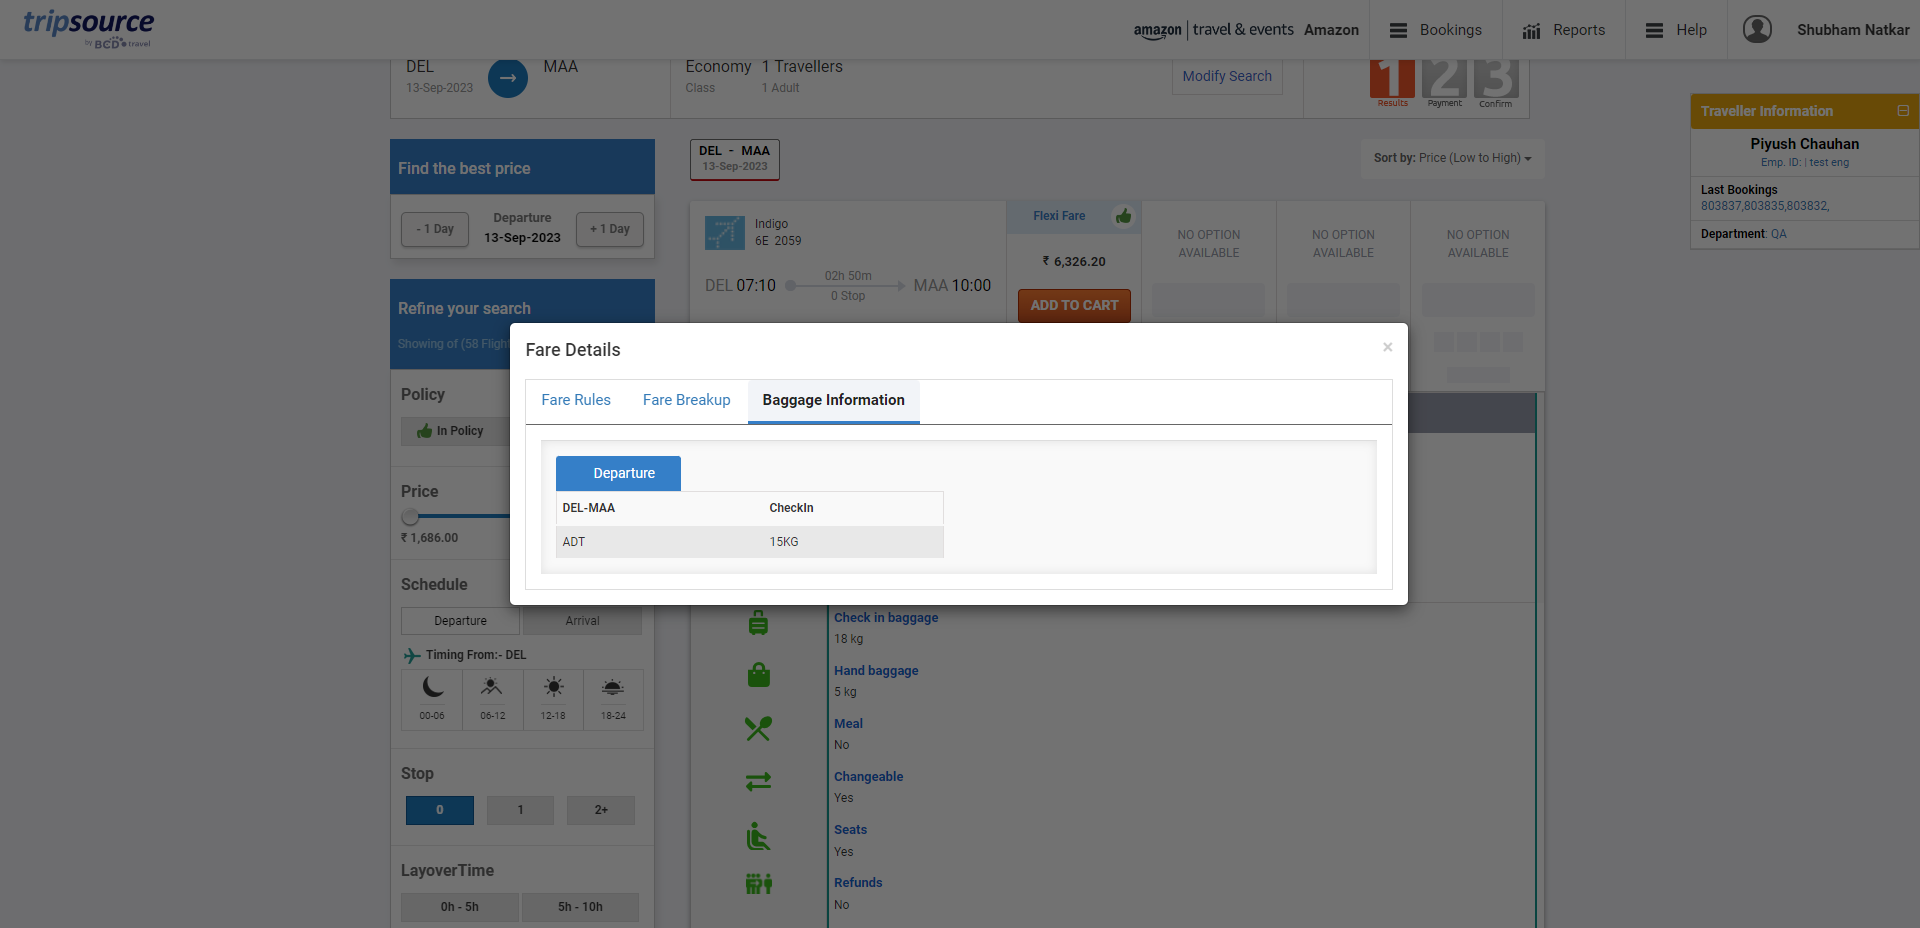 tripsource
by BCD travel
amazon | travel & events Amazon
Bookings
Reports
Help
Shubham Natkar
DEL
MAA
13-Sep-2023
Economy
1 Travellers
Class
1 Adult
Modify Search
1 2 3
Results
Payment
Confirm
Traveller Information
Piyush Chauhan
Emp. ID: | test eng
Last Bookings
803837,803835,803832,
Department: QA
Find the best price
- 1 Day
Departure
13-Sep-2023
+ 1 Day
DEL - MAA
13-Sep-2023
Sort by: Price (Low to High)
Indigo
6E 2059
DEL 07:10
02h 50m
0 Stop
MAA 10:00
Flexi Fare
₹ 6,326.20
ADD TO CART
NO OPTION
AVAILABLE
NO OPTION
AVAILABLE
NO OPTION
AVAILABLE
Refine your search
Showing of (58 Flight
Policy
In Policy
Price
₹ 1,686.00
Schedule
Departure
Arrival
Timing From:- DEL
00-06
06-12
12-18
18-24
Stop
0
1
2+
LayoverTime
0h - 5h
5h - 10h
Fare Details
×
Fare Rules
Fare Breakup
Baggage Information
Departure
DEL-MAA
CheckIn
ADT
15KG
Check in baggage
18 kg
Hand baggage
5 kg
Meal
No
Changeable
Yes
Seats
Yes
Refunds
No